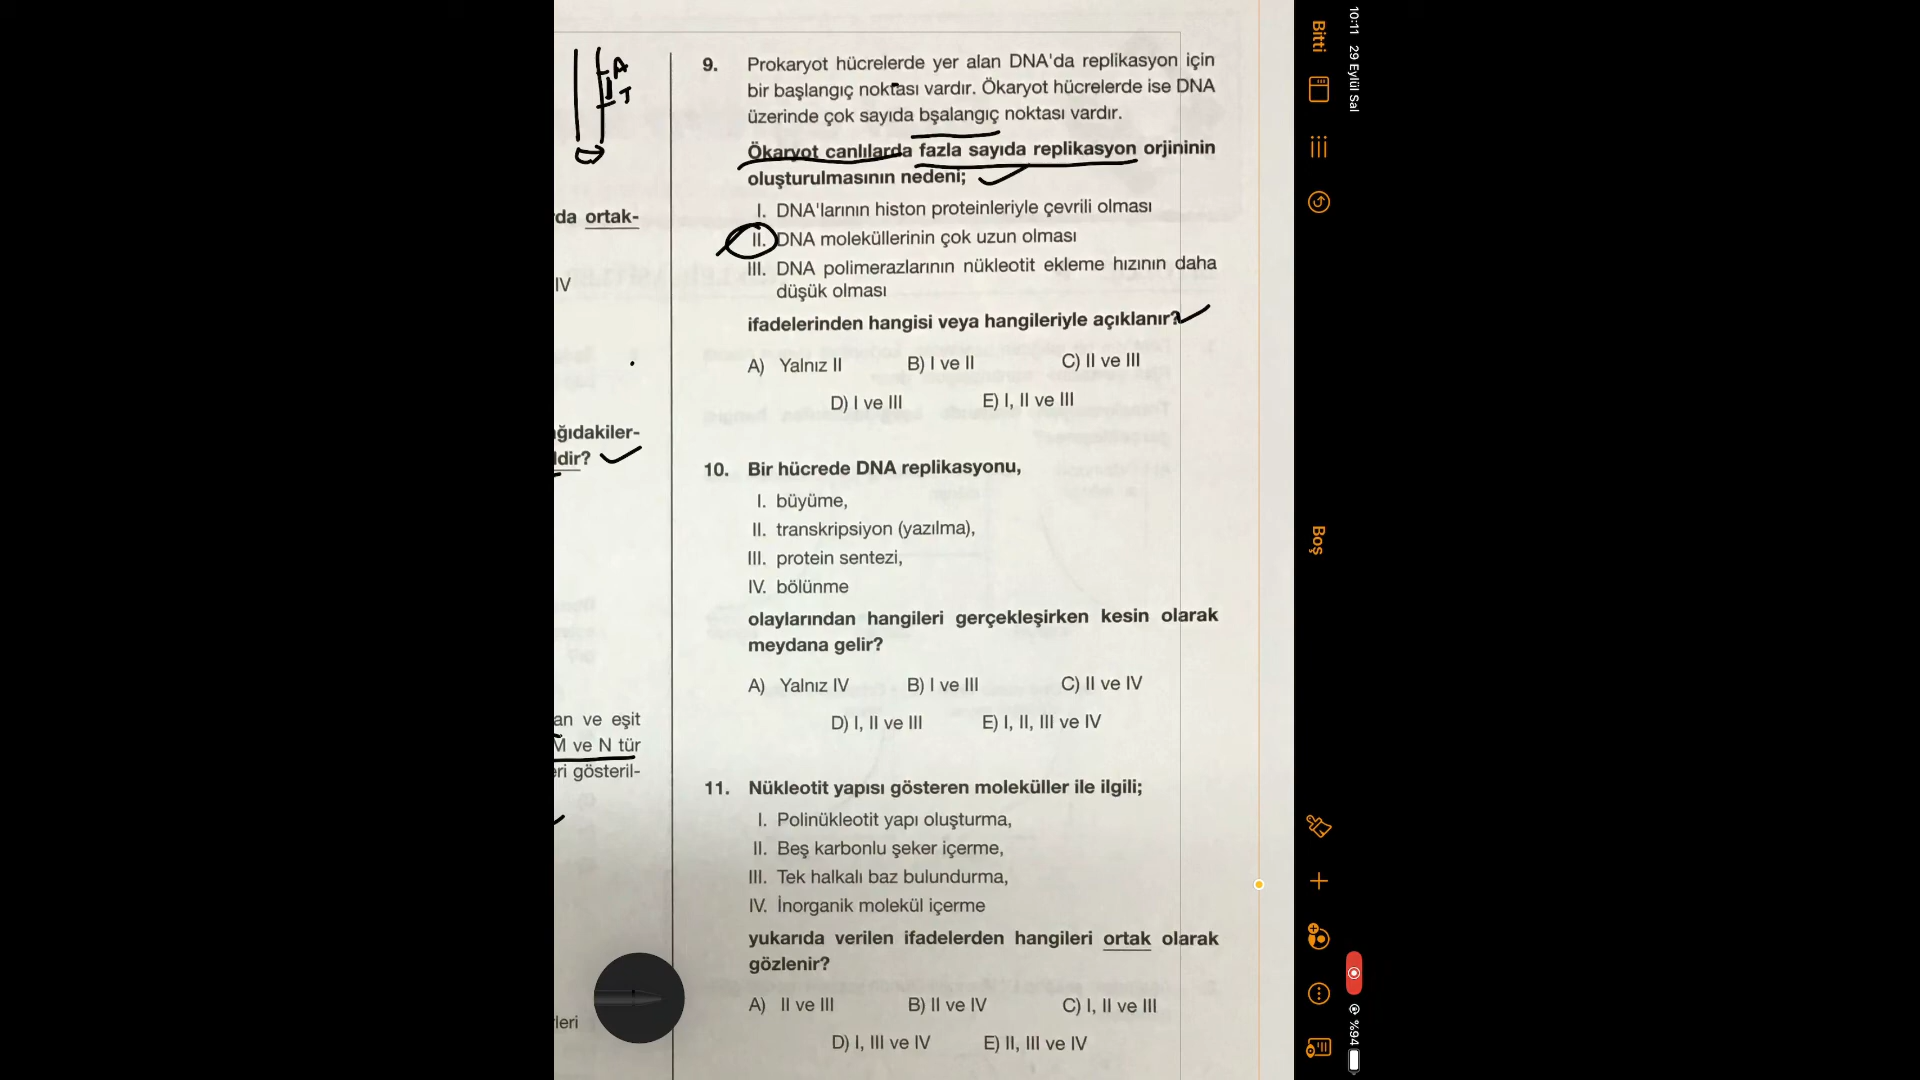 A
T
da ortak-
IV
ğıdakiler-
ldir?
an ve eşit
M ve N tür
eri gösteril-
leri
9. Prokaryot hücrelerde yer alan DNA'da replikasyon için
bir başlangıç noktası vardır. Ökaryot hücrelerde ise DNA
üzerinde çok sayıda bşalangıç noktası vardır.
Ökaryot canlılarda fazla sayıda replikasyon orjininin
oluşturulmasının nedeni;
I. DNA'larının histon proteinleriyle çevrili olması
II. DNA moleküllerinin çok uzun olması
III. DNA polimerazlarının nükleotit ekleme hızının daha
düşük olması
ifadelerinden hangisi veya hangileriyle açıklanır?
A) Yalnız II B) I ve II C) II ve III
D) I ve III E) I, II ve III
10. Bir hücrede DNA replikasyonu,
I. büyüme,
II. transkripsiyon (yazılma),
III. protein sentezi,
IV. bölünme
olaylarından hangileri gerçekleşirken kesin olarak
meydana gelir?
A) Yalnız IV B) I ve III C) II ve IV
D) I, II ve III E) I, II, III ve IV
11. Nükleotit yapısı gösteren moleküller ile ilgili;
I. Polinükleotit yapı oluşturma,
II. Beş karbonlu şeker içerme,
III. Tek halkalı baz bulundurma,
IV. İnorganik molekül içerme
yukarıda verilen ifadelerden hangileri ortak olarak
gözlenir?
A) II ve III B) II ve IV C) I, II ve III
D) I, III ve IV E) II, III ve IV
10:11 29 Eylül Sal
Bitti
Boş
%94